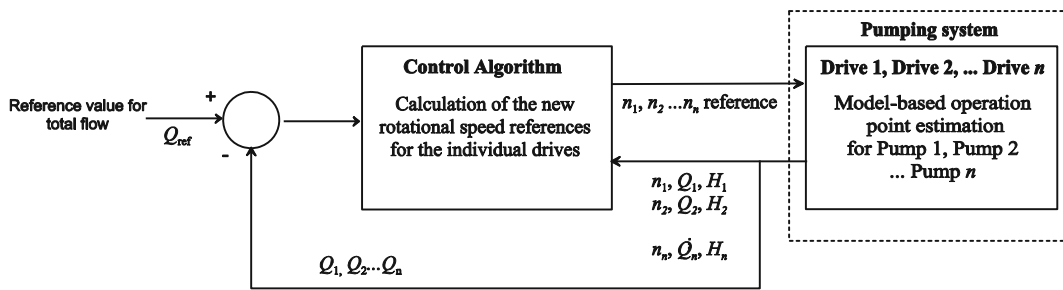 Pumping system
Control Algorithm
Calculation of the new
rotational speed references
for the individual drives
Drive 1, Drive 2, ... Drive n
Model-based operation
point estimation
for Pump 1, Pump 2
... Pump n
Reference value for
total flow
+
Q_ref
-
n₁, n₂ ...nₙ reference
n₁, Q₁, H₁
n₂, Q₂, H₂
nₙ, Q̇ₙ, Hₙ
Q₁, Q₂...Qₙ